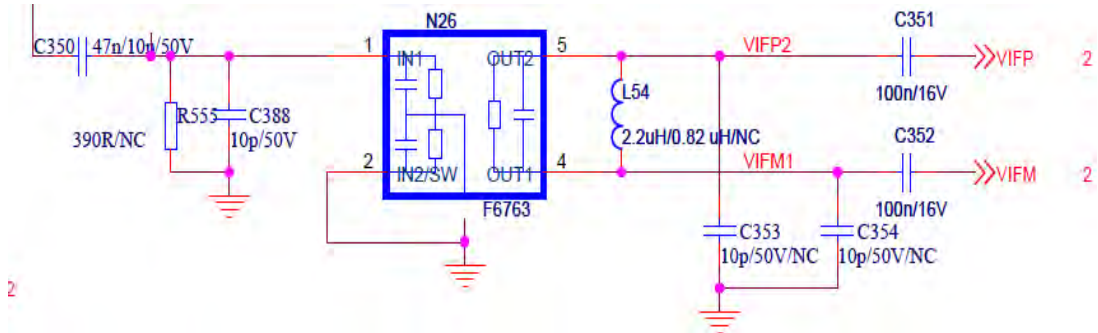 N26
C351
C350 47n/10n/50V
1
IN1
OUT2
5
VIFP2
VIFP
2
100n/16V
R555
C388
390R/NC
10p/50V
L54
2.2uH/0.82 uH/NC
C352
2
IN2/SW
OUT1
4
VIFM1
VIFM
2
F6763
100n/16V
C353
C354
10p/50V/NC
10p/50V/NC
2